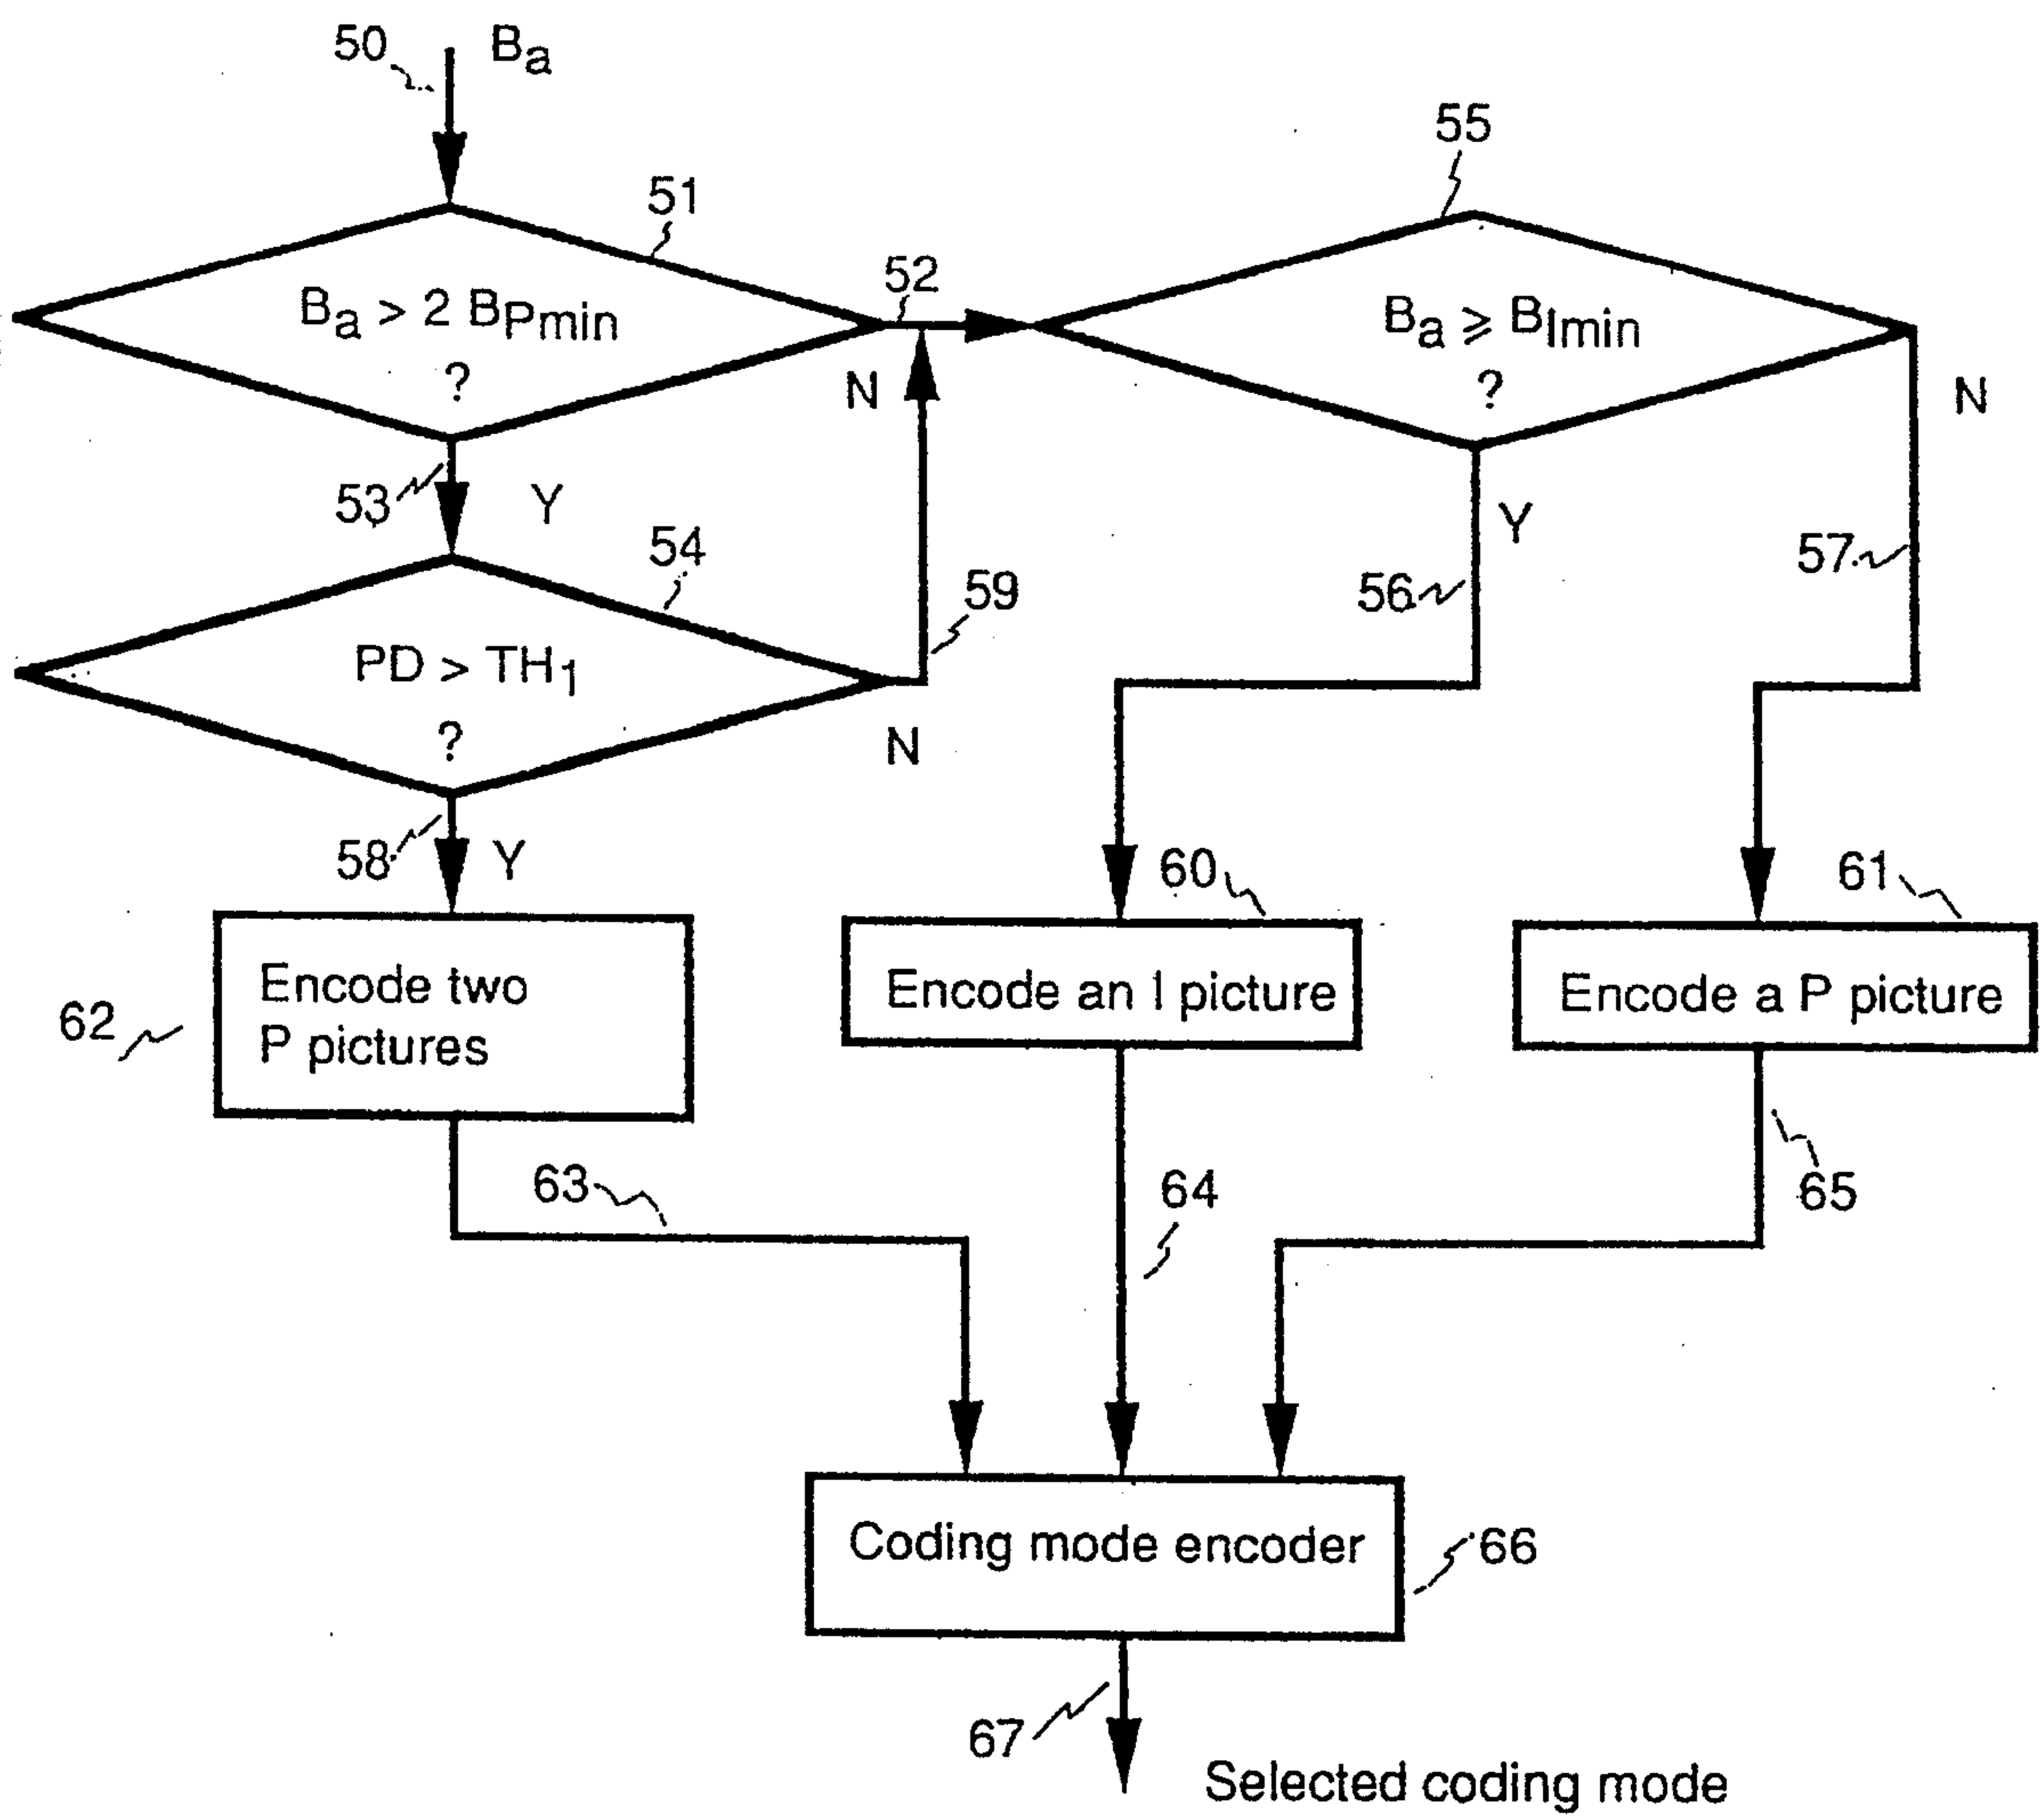 50
Ba
55
51
52
Ba > 2 BPmin
?
Ba ⩾ BImin
?
N
N
53
Y
Y
54
57
59
56
PD > TH1
?
N
58
Y
60
61
62
Encode two
P pictures
Encode an I picture
Encode a P picture
63
64
65
Coding mode encoder
66
67
Selected coding mode